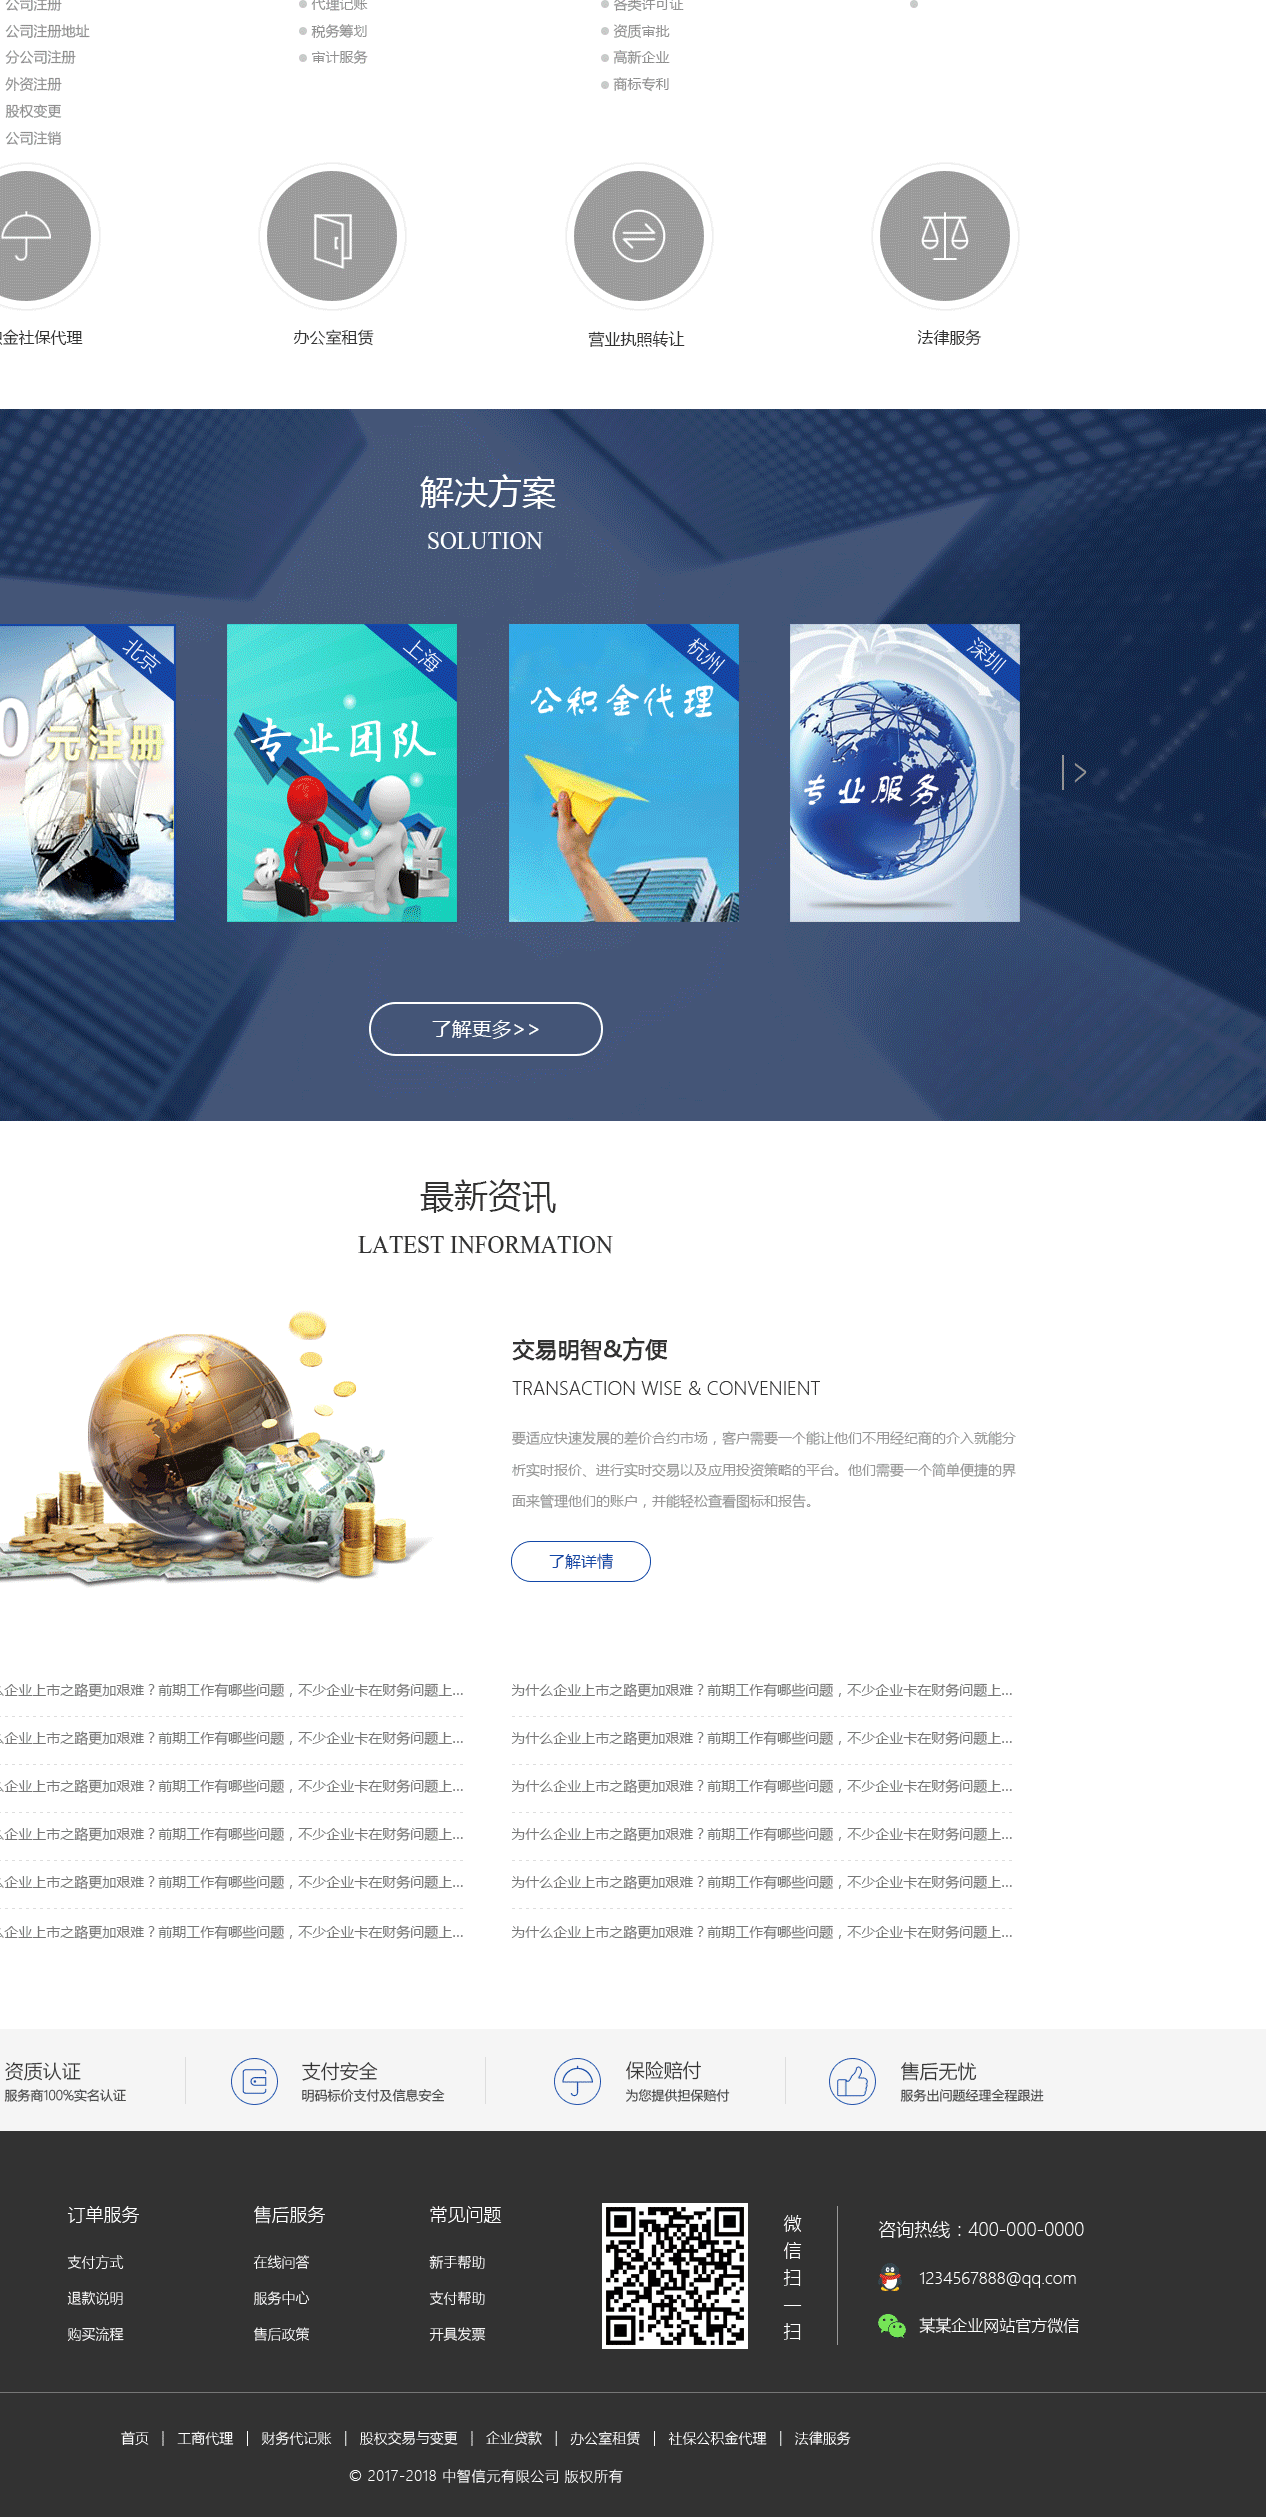 公司注册
代理记账
各类许可证
公司注册地址
税务筹划
资质审批
分公司注册
审计服务
高新企业
外资注册
商标专利
股权变更
公司注销
金社保代理
办公室租赁
营业执照转让
法律服务
解决方案
SOLUTION
北京
0元注册
上海
专业团队
杭州
公积金代理
深圳
专业服务
了解更多>>
最新资讯
LATEST INFORMATION
交易明智&方便
TRANSACTION WISE & CONVENIENT
要适应快速发展的差价合约市场，客户需要一个能让他们不用经纪商的介入就能分
析实时报价、进行实时交易以及应用投资策略的平台。他们需要一个简单便捷的界
面来管理他们的账户，并能轻松查看图标和报告。
了解详情
么企业上市之路更加艰难？前期工作有哪些问题，不少企业卡在财务问题上...
为什么企业上市之路更加艰难？前期工作有哪些问题，不少企业卡在财务问题上...
么企业上市之路更加艰难？前期工作有哪些问题，不少企业卡在财务问题上...
为什么企业上市之路更加艰难？前期工作有哪些问题，不少企业卡在财务问题上...
么企业上市之路更加艰难？前期工作有哪些问题，不少企业卡在财务问题上...
为什么企业上市之路更加艰难？前期工作有哪些问题，不少企业卡在财务问题上...
么企业上市之路更加艰难？前期工作有哪些问题，不少企业卡在财务问题上...
为什么企业上市之路更加艰难？前期工作有哪些问题，不少企业卡在财务问题上...
么企业上市之路更加艰难？前期工作有哪些问题，不少企业卡在财务问题上...
为什么企业上市之路更加艰难？前期工作有哪些问题，不少企业卡在财务问题上...
么企业上市之路更加艰难？前期工作有哪些问题，不少企业卡在财务问题上...
为什么企业上市之路更加艰难？前期工作有哪些问题，不少企业卡在财务问题上...
资质认证
服务商100%实名认证
支付安全
明码标价支付及信息安全
保险赔付
为您提供担保赔付
售后无忧
服务出问题经理全程跟进
订单服务
支付方式
退款说明
购买流程
售后服务
在线问答
服务中心
售后政策
常见问题
新手帮助
支付帮助
开具发票
微
信
扫
一
扫
咨询热线：400-000-0000
1234567888@qq.com
某某企业网站官方微信
首页 | 工商代理 | 财务代记账 | 股权交易与变更 | 企业贷款 | 办公室租赁 | 社保公积金代理 | 法律服务
© 2017-2018 中智信元有限公司 版权所有